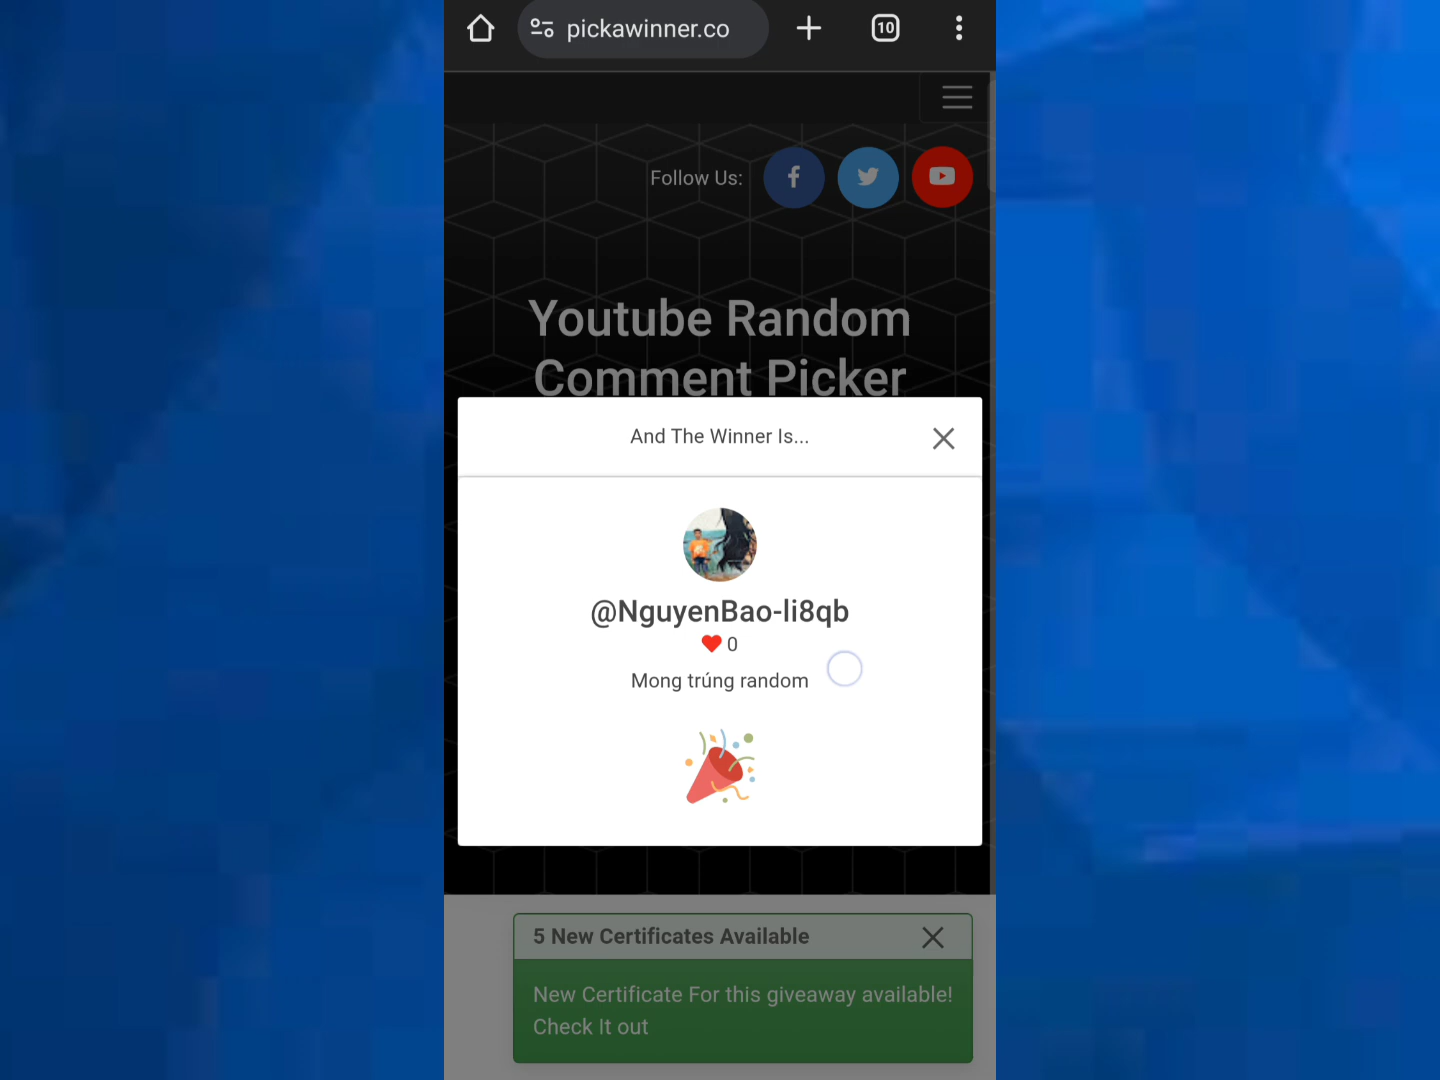 pickawinner.co
10
Follow Us:
Youtube Random
Comment Picker
And The Winner Is...
@NguyenBao-li8qb
0
Mong trúng random
5 New Certificates Available
New Certificate For this giveaway available!
Check It out